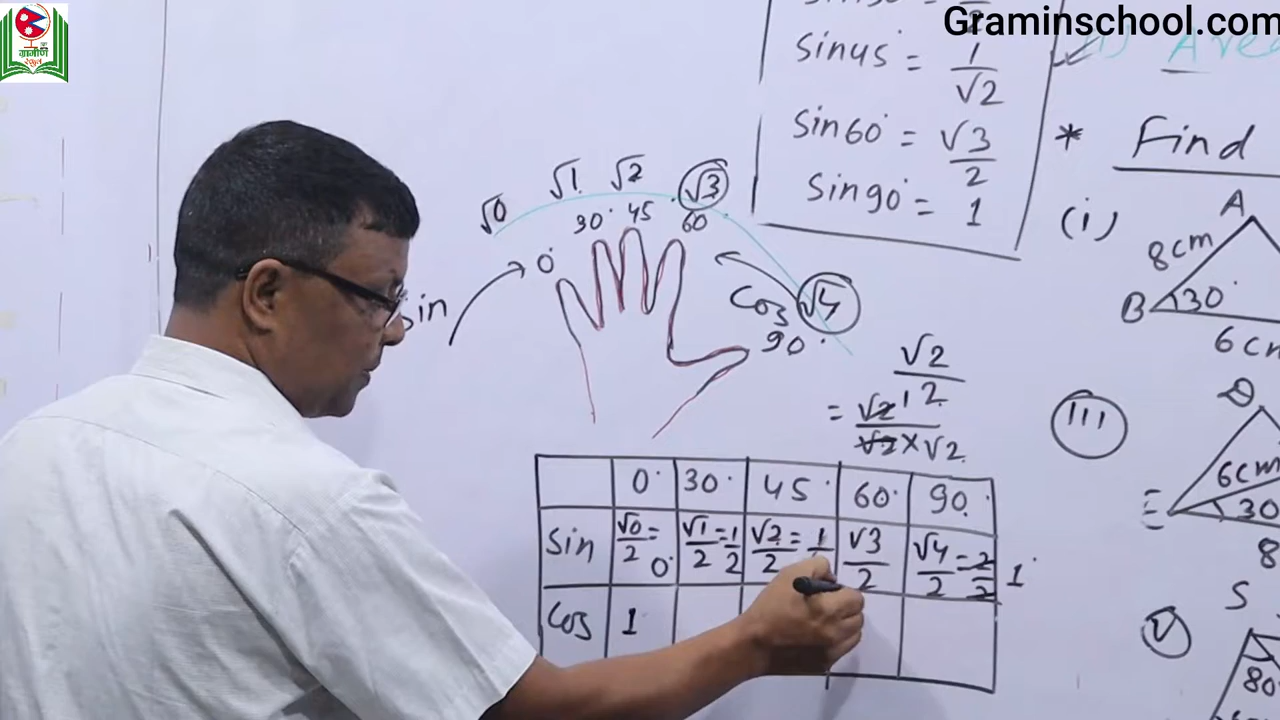 Graminschool.com
ग्रामीण
स्कूल
Sin45° = 1/√2
Sin60° = √3/2
Sin90° = 1
* Find
(i)
A
8cm
B 30°
6cm
√0 √1 √2 √3 √4
0° 30° 45 60 90°
Sin
Cos
√2/2
= √2 1/√2×√2
(III)
6cm
E 30
8
S
(V)
80
0° 30° 45° 60° 90°
Sin √0/2= 0 √1/2=1/2 √2/2= 1 √3/2 √4/2=2/2 1
Cos 1